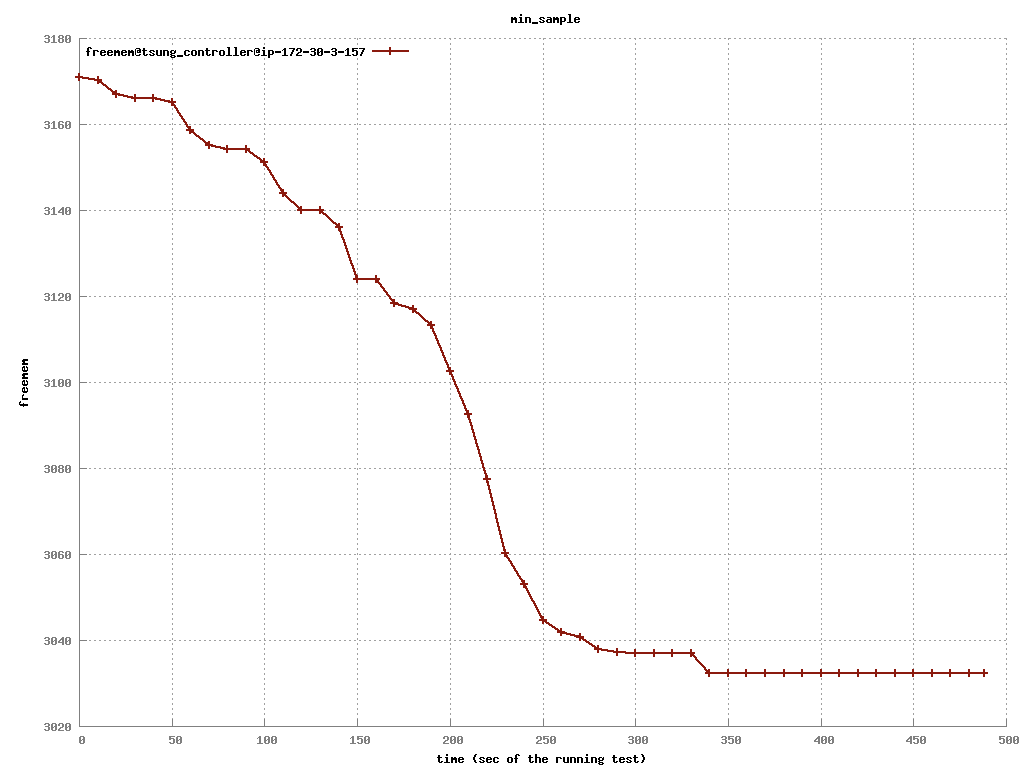 min_sample
freemem@tsung_controller@ip-172-30-3-157
3180
3160
3140
3120
3100
3080
3060
3040
3020
freemem
0 50 100 150 200 250 300 350 400 450 500
time (sec of the running test)